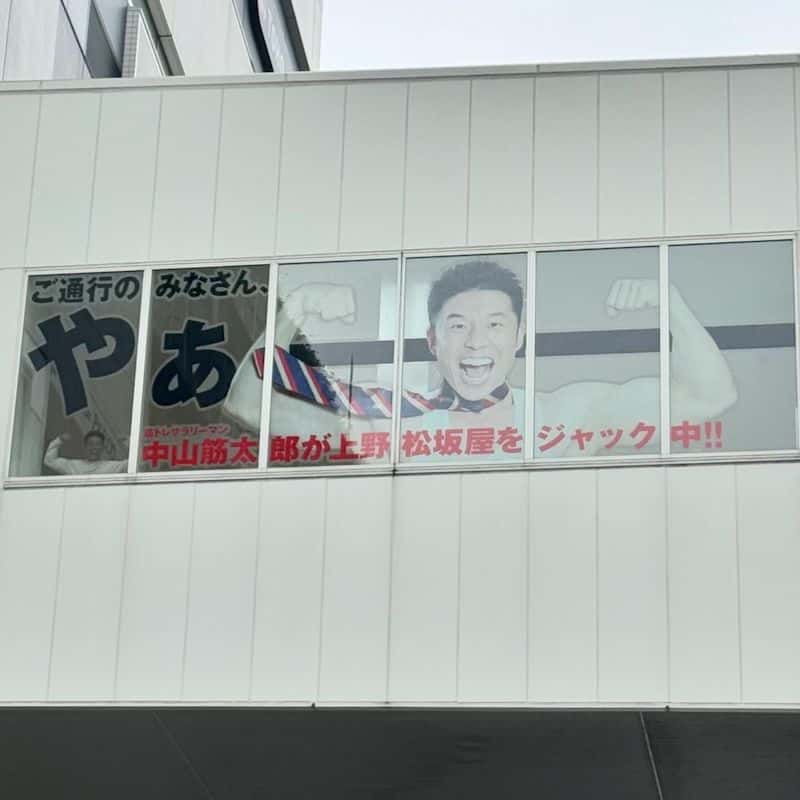 ご通行のみなさん、
やぁ
筋トレサラリーマン
中山筋太郎が上野松坂屋をジャック中!!